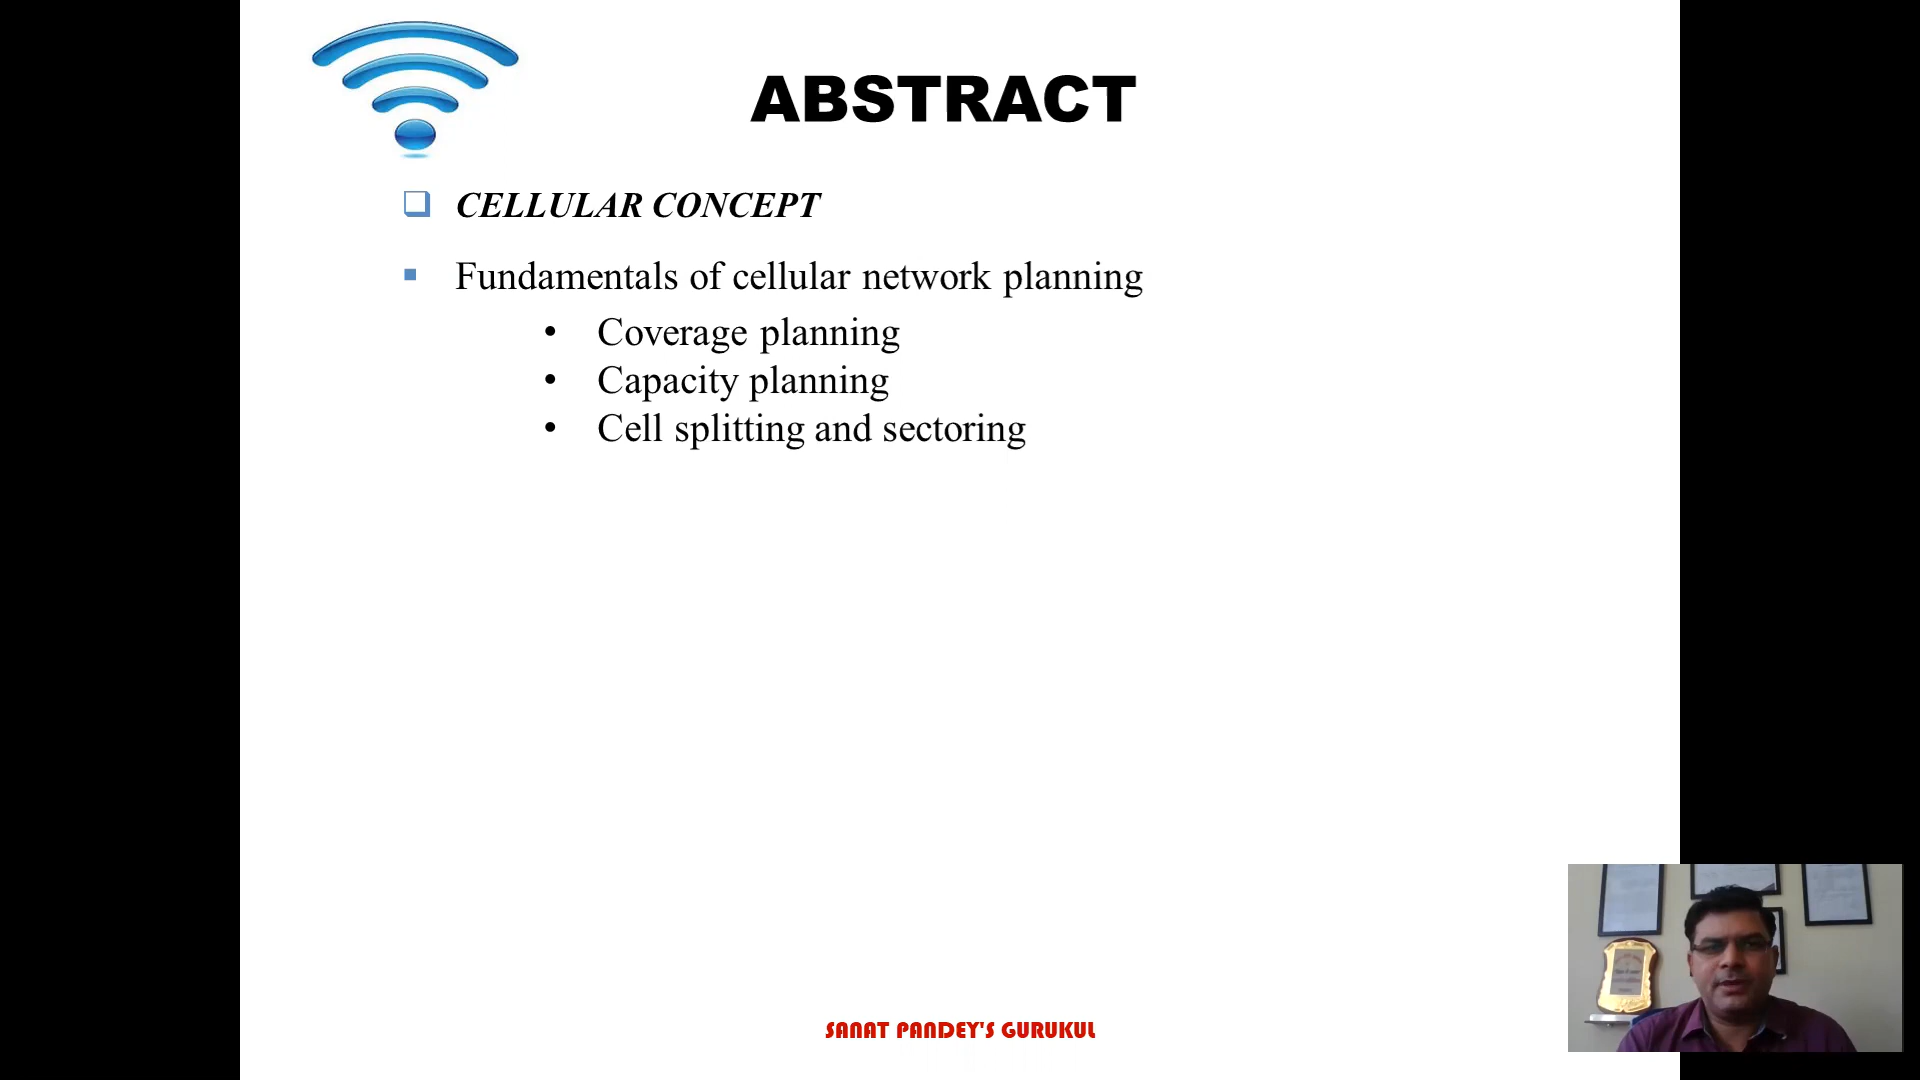 ABSTRACT
CELLULAR CONCEPT
Fundamentals of cellular network planning
Coverage planning
Capacity planning
Cell splitting and sectoring
SANAT PANDEY'S GURUKUL